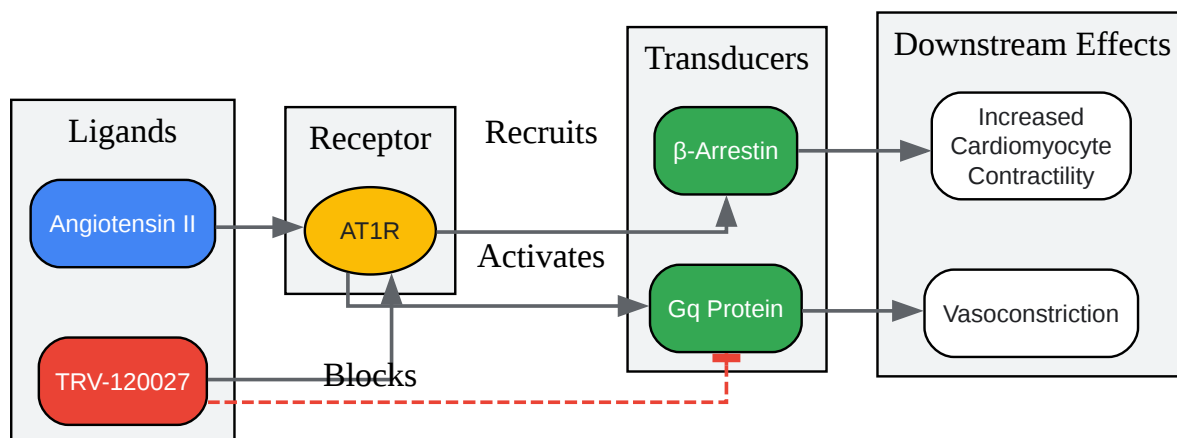 Ligands
Angiotensin II
TRV-120027
Receptor
AT1R
Recruits
Activates
Blocks
Transducers
β-Arrestin
Gq Protein
Downstream Effects
Increased
Cardiomyocyte
Contractility
Vasoconstriction